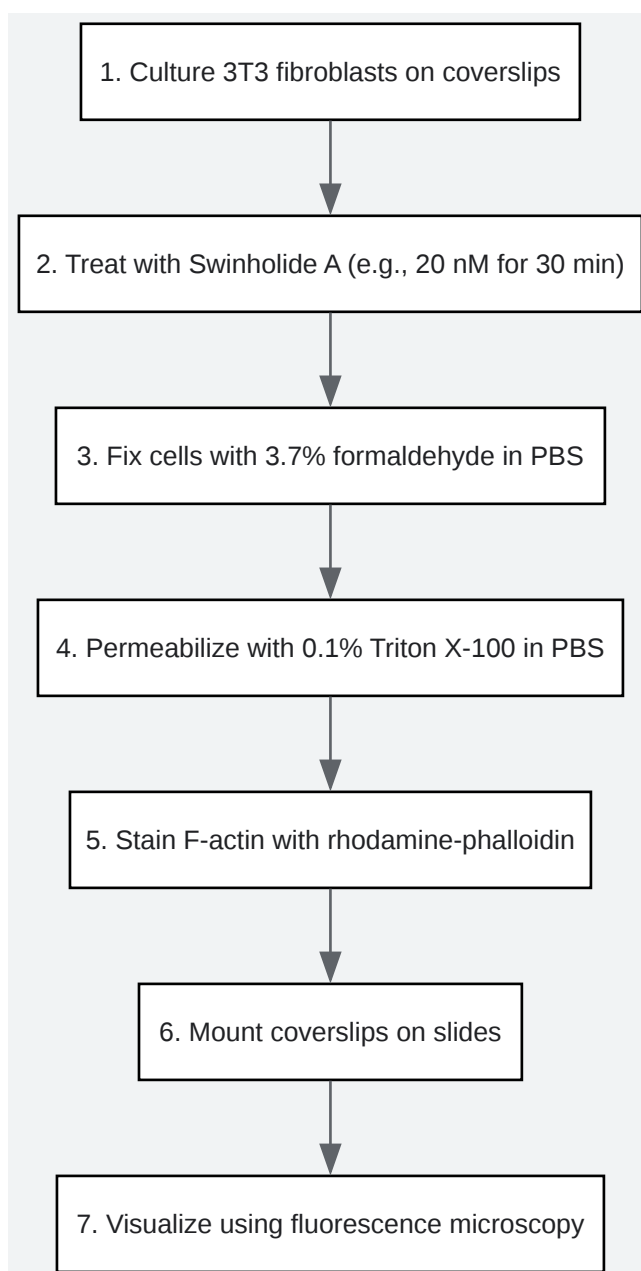 1. Culture 3T3 fibroblasts on coverslips
2. Treat with Swinholide A (e.g., 20 nM for 30 min)
3. Fix cells with 3.7% formaldehyde in PBS
4. Permeabilize with 0.1% Triton X-100 in PBS
5. Stain F-actin with rhodamine-phalloidin
6. Mount coverslips on slides
7. Visualize using fluorescence microscopy